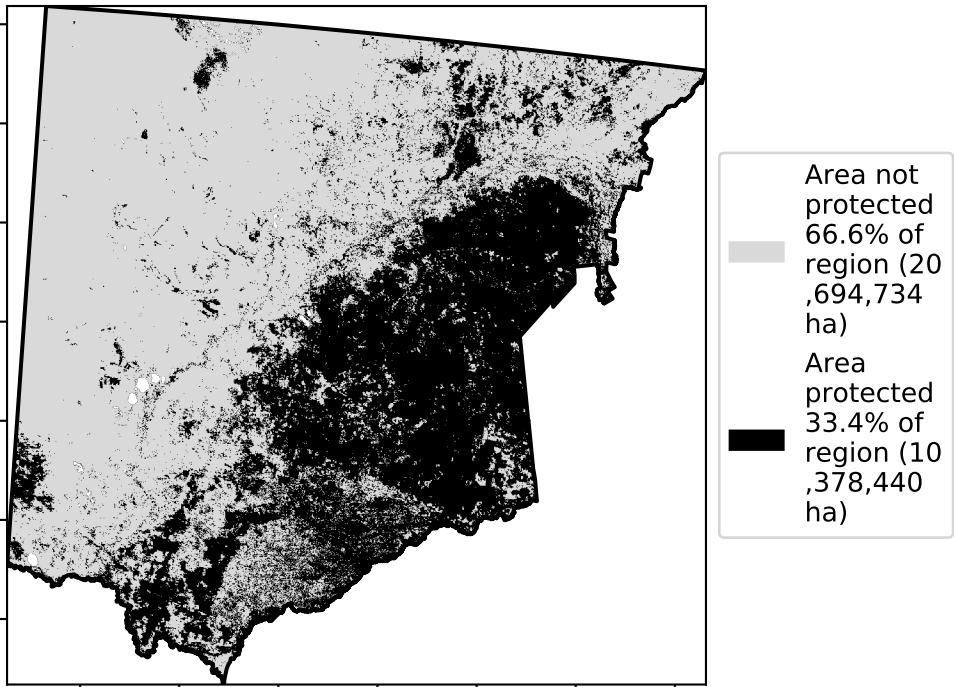 Area not
protected
66.6% of
region (20
,694,734
ha)
Area
protected
33.4% of
region (10
,378,440
ha)